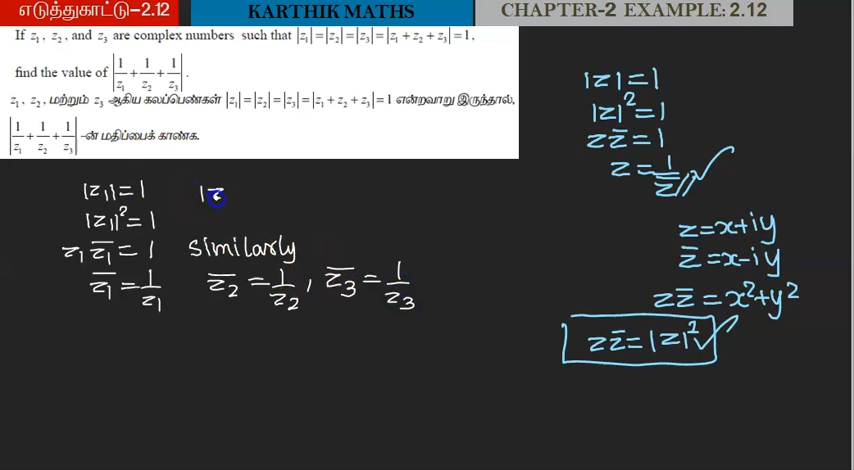 எடுத்துகாட்டு-2.12 KARTHIK MATHS CHAPTER-2 EXAMPLE: 2.12
If z₁, z₂, and z₃ are complex numbers such that |z₁| = |z₂| = |z₃| = |z₁ + z₂ + z₃| = 1,
find the value of |1/z₁ + 1/z₂ + 1/z₃|.
z₁, z₂, மற்றும் z₃ ஆகிய கலப்பெண்கள் |z₁| = |z₂| = |z₃| = |z₁ + z₂ + z₃| = 1 என்றவாறு இருந்தால்,
|1/z₁ + 1/z₂ + 1/z₃| -ன் மதிப்பைக் காண்க.
|z₁| = 1
|z₁|² = 1
z₁ z̅₁ = 1
z̅₁ = 1/z₁
|z
Similarly
z̅₂ = 1/z₂, z̅₃ = 1/z₃
|z| = 1
|z|² = 1
z z̅ = 1
z = 1/z̅
z = x+iy
z̅ = x-iy
z z̅ = x²+y²
z z̅ = |z|²